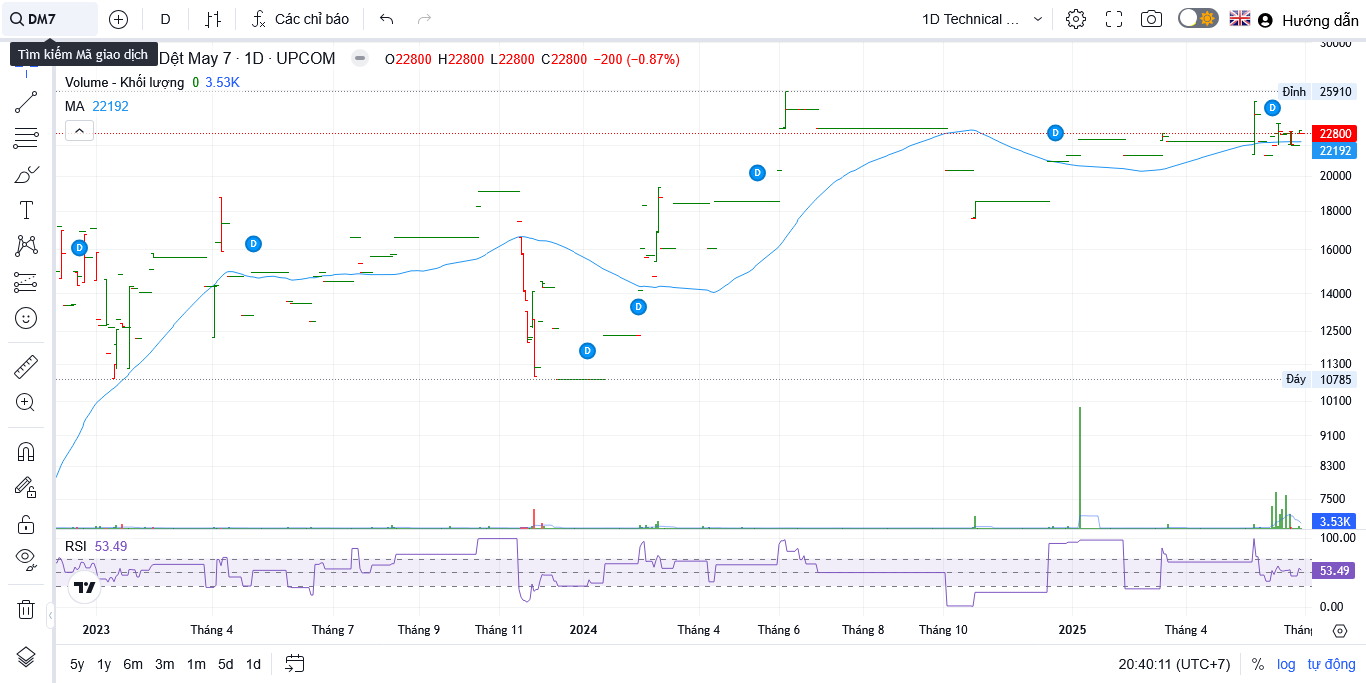 DM7
D
Các chỉ báo
1D Technical ...
Hướng dẫn
Tìm kiếm Mã giao dịch
Dệt May 7 · 1D · UPCOM
O22800 H22800 L22800 C22800 −200 (−0.87%)
Volume - Khối lượng 0 3.53K
MA 22192
30000
Đỉnh 25910
22800
22192
20000
18000
16000
14000
12500
11300
Đáy 10785
10100
9100
8300
7500
3.53K
D
D
D
D
D
D
D
RSI 53.49
100.00
53.49
0.00
2023 Tháng 4 Tháng 7 Tháng 9 Tháng 11 2024 Tháng 4 Tháng 6 Tháng 8 Tháng 10 2025 Tháng 4 Thán
5y 1y 6m 3m 1m 5d 1d
20:40:11 (UTC+7) % log tự động